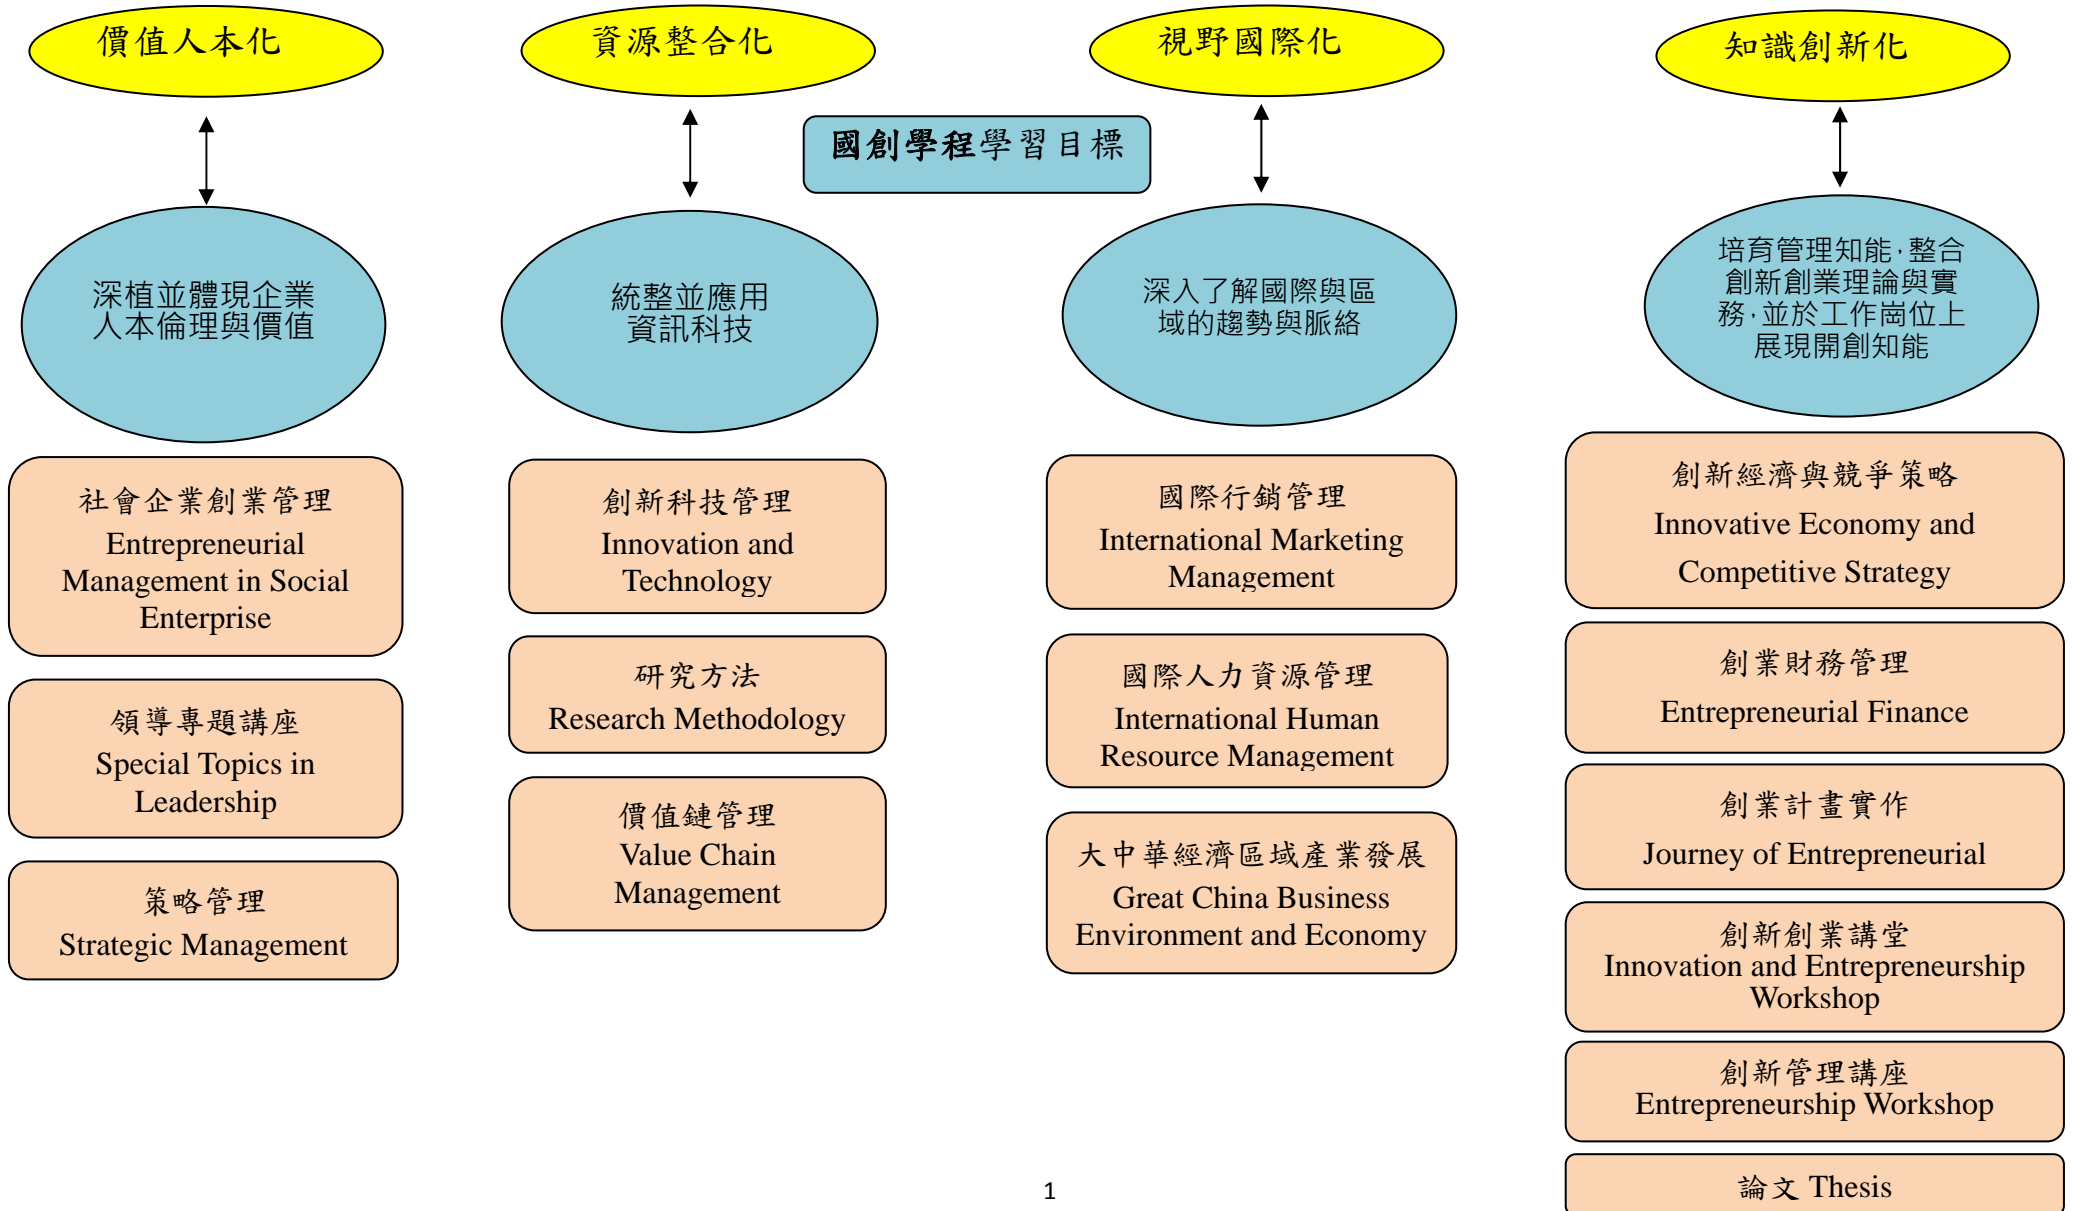 價值人本化
資源整合化
視野國際化
知識創新化
國創學程學習目標
深植並體現企業
人本倫理與價值
統整並應用
資訊科技
深入了解國際與區
域的趨勢與脈絡
培育管理知能,整合
創新創業理論與實
務,並於工作崗位上
展現開創知能
社會企業創業管理
Entrepreneurial
Management in Social
Enterprise
領導專題講座
Special Topics in
Leadership
策略管理
Strategic Management
創新科技管理
Innovation and
Technology
研究方法
Research Methodology
價值鏈管理
Value Chain
Management
國際行銷管理
International Marketing
Management
國際人力資源管理
International Human
Resource Management
大中華經濟區域產業發展
Great China Business
Environment and Economy
創新經濟與競爭策略
Innovative Economy and
Competitive Strategy
創業財務管理
Entrepreneurial Finance
創業計畫實作
Journey of Entrepreneurial
創新創業講堂
Innovation and Entrepreneurship
Workshop
創新管理講座
Entrepreneurship Workshop
論文 Thesis
1